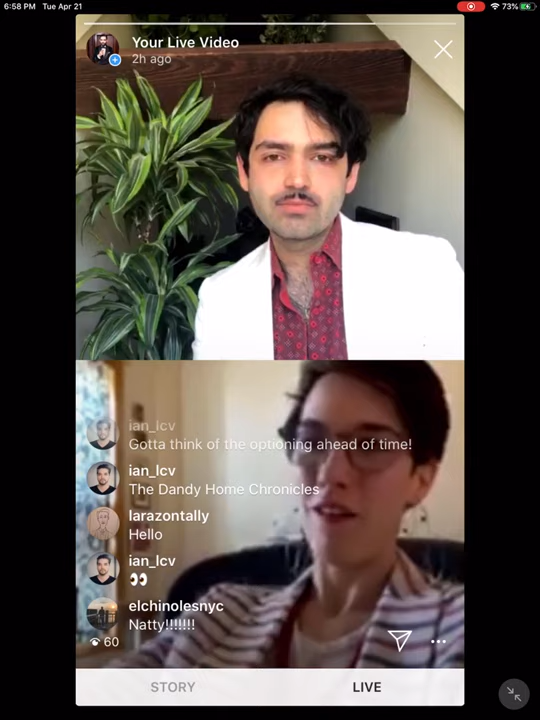 6:58 PM Tue Apr 21
73%
Your Live Video
2h ago
ian_lcv
Gotta think of the optioning ahead of time!
ian_lcv
The Dandy Home Chronicles
larazontally
Hello
ian_lcv
👀
elchinolesnyc
Natty!!!!!!!
60
STORY
LIVE